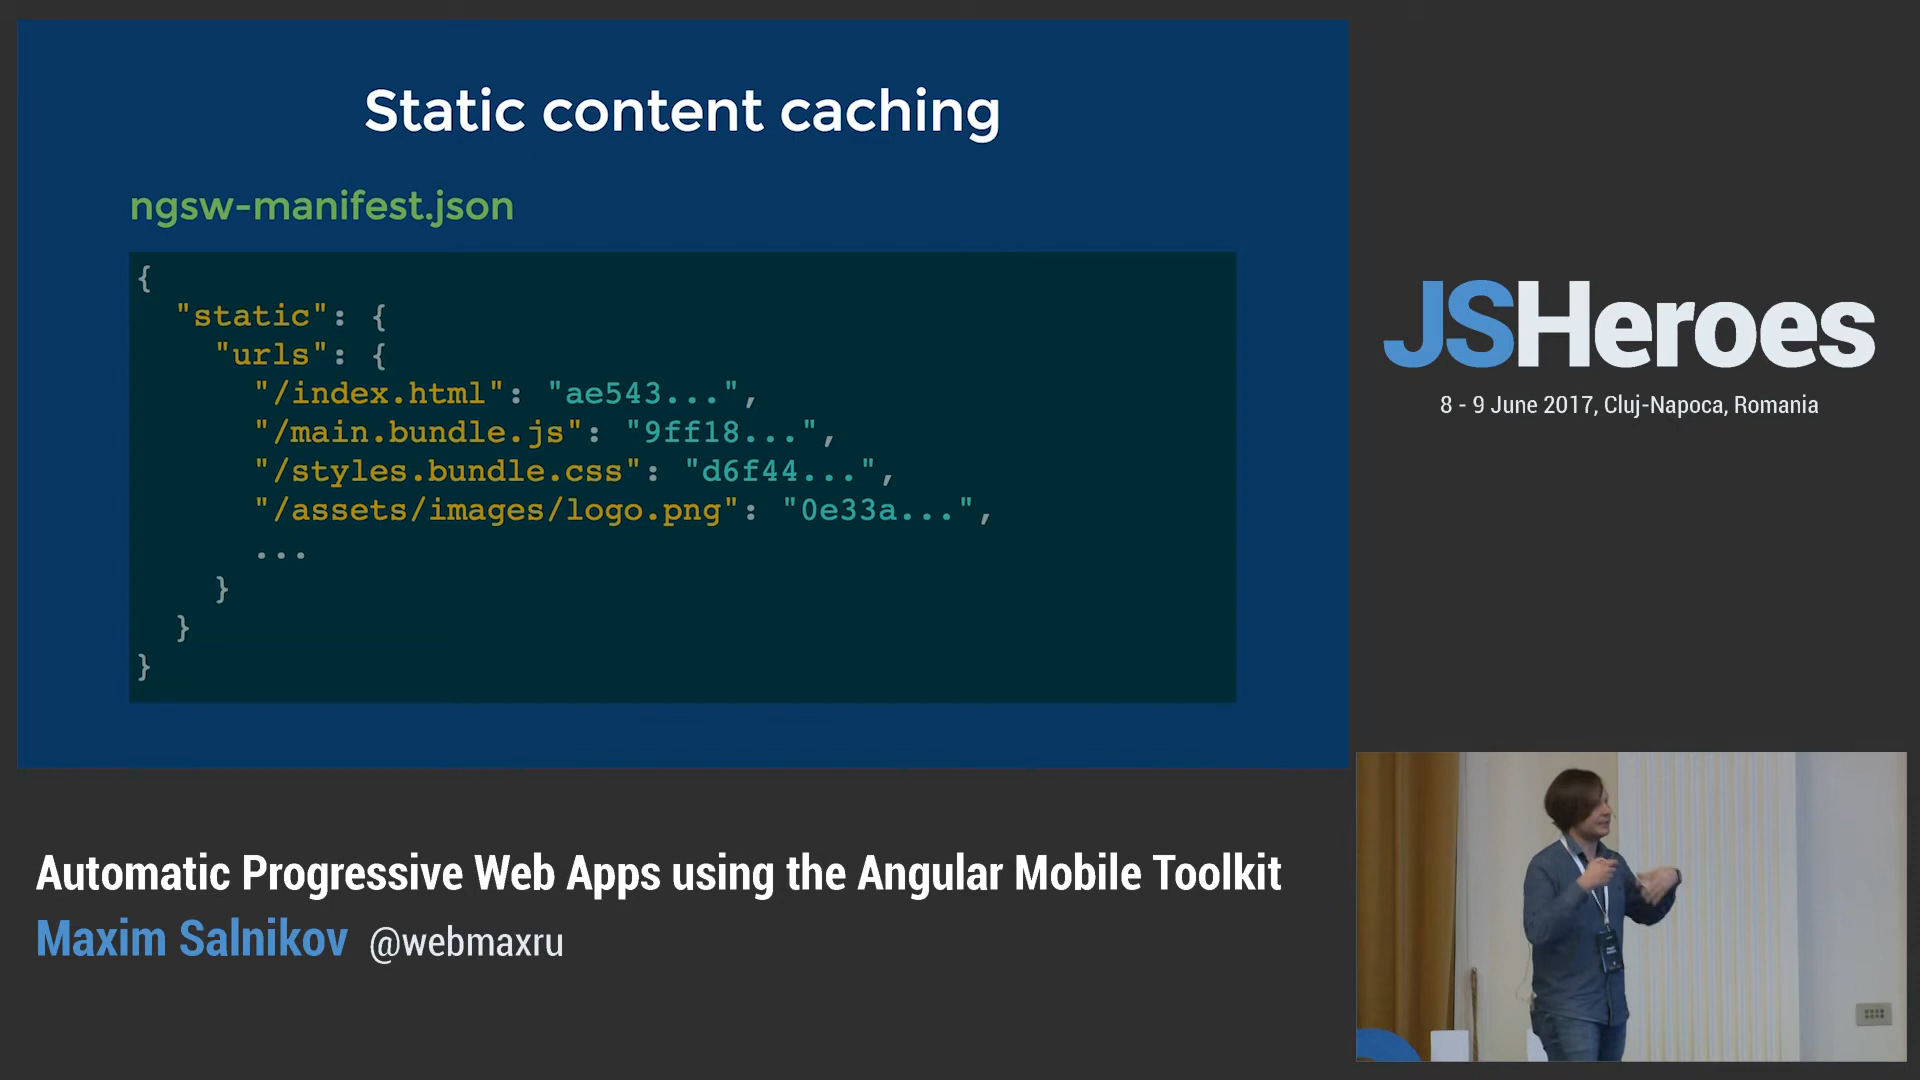 Static content caching
ngsw-manifest.json
{
"static": {
"urls": {
"/index.html": "ae543...",
"/main.bundle.js": "9ff18...",
"/styles.bundle.css": "d6f44...",
"/assets/images/logo.png": "0e33a...",
...
}
}
}
JSHeroes
8 - 9 June 2017, Cluj-Napoca, Romania
Automatic Progressive Web Apps using the Angular Mobile Toolkit
Maxim Salnikov @webmaxru